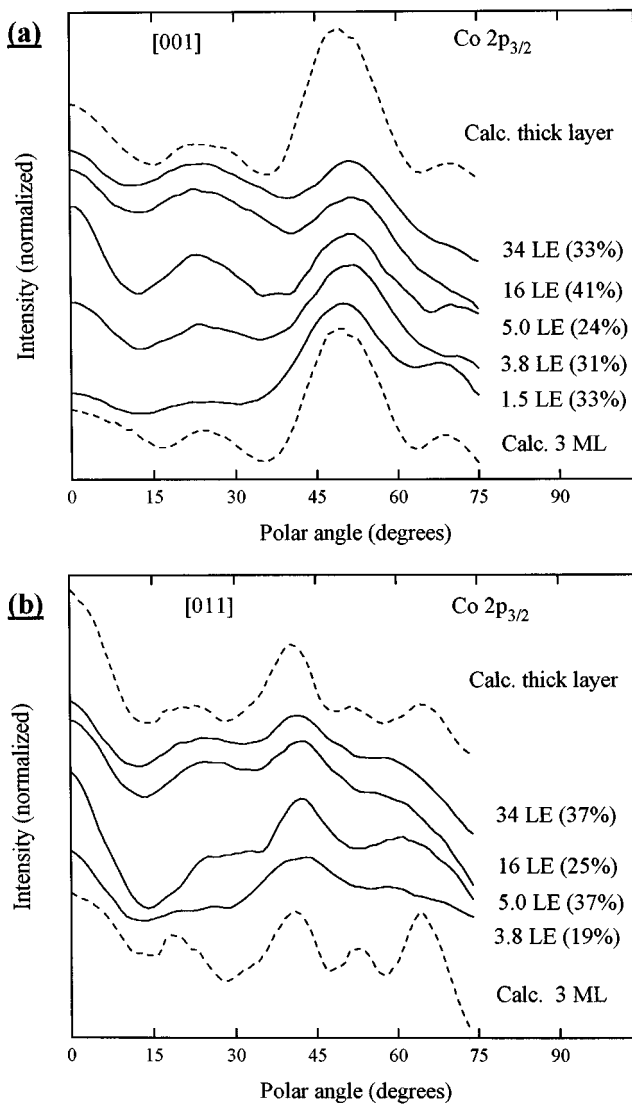 (a)
[001] Co 2p3/2
Calc. thick layer
34 LE (33%)
16 LE (41%)
5.0 LE (24%)
3.8 LE (31%)
1.5 LE (33%)
Calc. 3 ML
Intensity (normalized)
0 15 30 45 60 75 90
Polar angle (degrees)
(b)
[011] Co 2p3/2
Calc. thick layer
34 LE (37%)
16 LE (25%)
5.0 LE (37%)
3.8 LE (19%)
Calc. 3 ML
Intensity (normalized)
0 15 30 45 60 75 90
Polar angle (degrees)